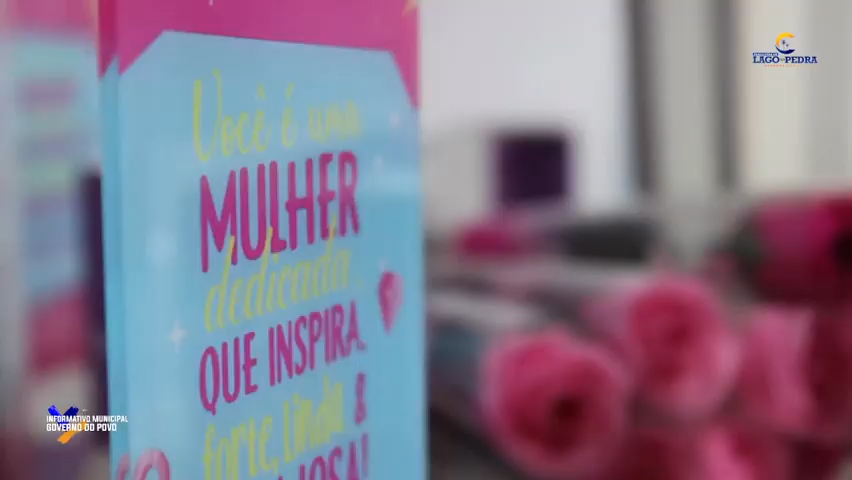 Você é uma
MULHER
dedicada,
QUE INSPIRA,
forte, linda &
LAGO DA PEDRA
INFORMATIVO MUNICIPAL
GOVERNO DO POVO